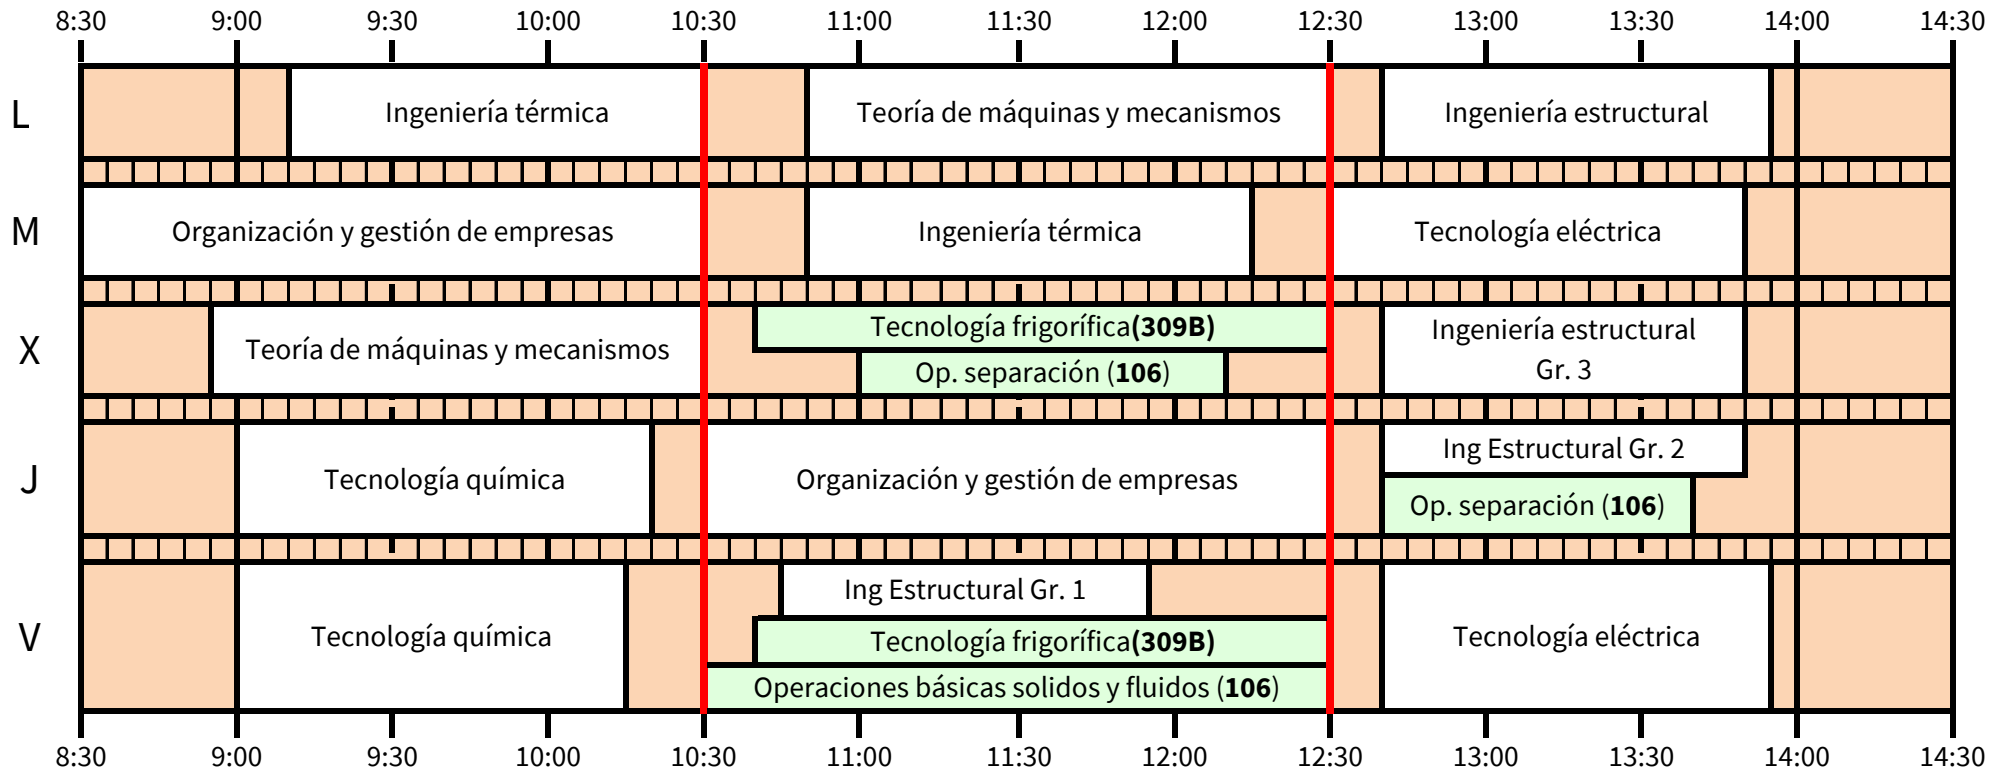 8:30 9:00 9:30 10:00 10:30 11:00 11:30 12:00 12:30 13:00 13:30 14:00 14:30
L Ingeniería térmica Teoría de máquinas y mecanismos Ingeniería estructural
M Organización y gestión de empresas Ingeniería térmica Tecnología eléctrica
X Teoría de máquinas y mecanismos
Tecnología frigorífica(309B)
Op. separación (106)
Ingeniería estructural
Gr. 3
J Tecnología química Organización y gestión de empresas
Ing Estructural Gr. 2
Op. separación (106)
V Tecnología química
Ing Estructural Gr. 1
Tecnología frigorífica(309B)
Operaciones básicas solidos y fluidos (106)
Tecnología eléctrica
8:30 9:00 9:30 10:00 10:30 11:00 11:30 12:00 12:30 13:00 13:30 14:00 14:30